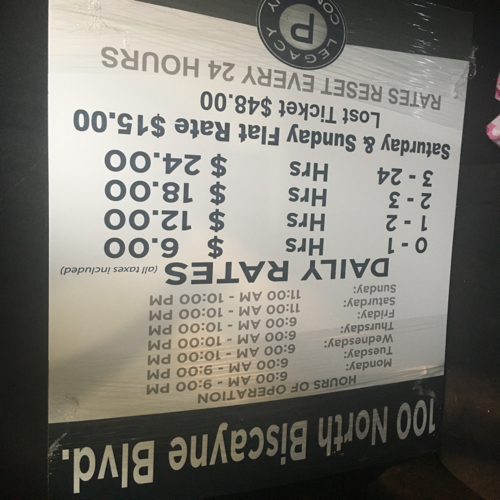 100 North Biscayne Blvd.
HOURS OF OPERATION
Monday: 6:00 AM - 9:00 PM
Tuesday: 6:00 AM - 9:00 PM
Wednesday: 6:00 AM - 10:00 PM
Thursday: 6:00 AM - 10:00 PM
Friday: 6:00 AM - 10:00 PM
Saturday: 11:00 AM - 10:00 PM
Sunday: 11:00 AM - 10:00 PM
DAILY RATES (all taxes included)
0 - 1 Hrs $ 6.00
1 - 2 Hrs $ 12.00
2 - 3 Hrs $ 18.00
3 - 24 Hrs $ 24.00
Saturday & Sunday Flat Rate $15.00
Lost Ticket $48.00
RATES RESET EVERY 24 HOURS
LEGACY
P